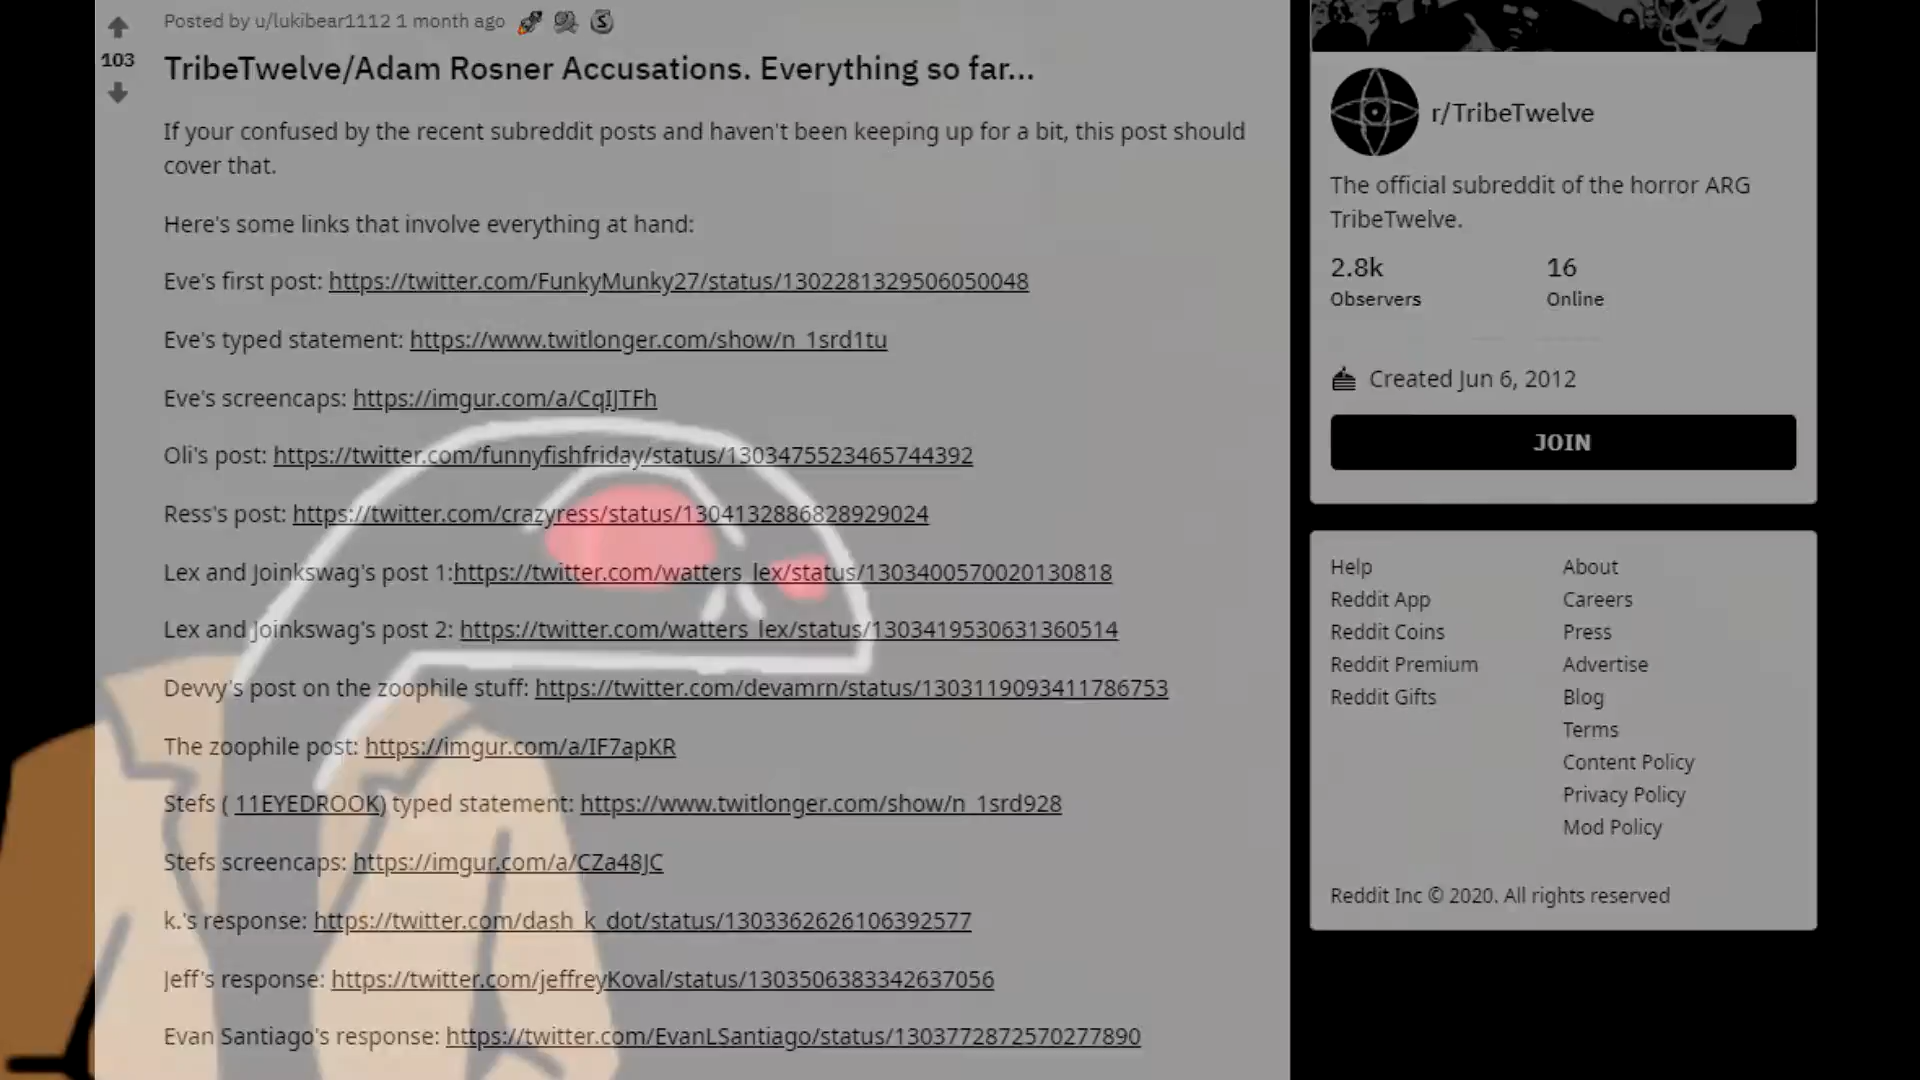 Posted by u/lukibear1112 1 month ago
103
TribeTwelve/Adam Rosner Accusations. Everything so far...
If your confused by the recent subreddit posts and haven't been keeping up for a bit, this post should
cover that.
Here's some links that involve everything at hand:
Eve's first post: https://twitter.com/FunkyMunky27/status/1302281329506050048
Eve's typed statement: https://www.twitlonger.com/show/n_1srd1tu
Eve's screencaps: https://imgur.com/a/CqIJTFh
Oli's post: https://twitter.com/funnyfishfriday/status/1303475523465744392
Ress's post: https://twitter.com/crazyress/status/1304132886828929024
Lex and Joinkswag's post 1:https://twitter.com/watters_lex/status/1303400570020130818
Lex and Joinkswag's post 2: https://twitter.com/watters_lex/status/1303419530631360514
Devvy's post on the zoophile stuff: https://twitter.com/devamrn/status/1303119093411786753
The zoophile post: https://imgur.com/a/IF7apKR
Stefs ( 11EYEDROOK) typed statement: https://www.twitlonger.com/show/n_1srd928
Stefs screencaps: https://imgur.com/a/CZa48JC
k.'s response: https://twitter.com/dash_k_dot/status/1303362626106392577
Jeff's response: https://twitter.com/jeffreyKoval/status/1303506383342637056
Evan Santiago's response: https://twitter.com/EvanLSantiago/status/1303772872570277890
r/TribeTwelve
The official subreddit of the horror ARG
TribeTwelve.
2.8k 16
Observers Online
Created Jun 6, 2012
JOIN
Help About
Reddit App Careers
Reddit Coins Press
Reddit Premium Advertise
Reddit Gifts Blog
Terms
Content Policy
Privacy Policy
Mod Policy
Reddit Inc © 2020. All rights reserved